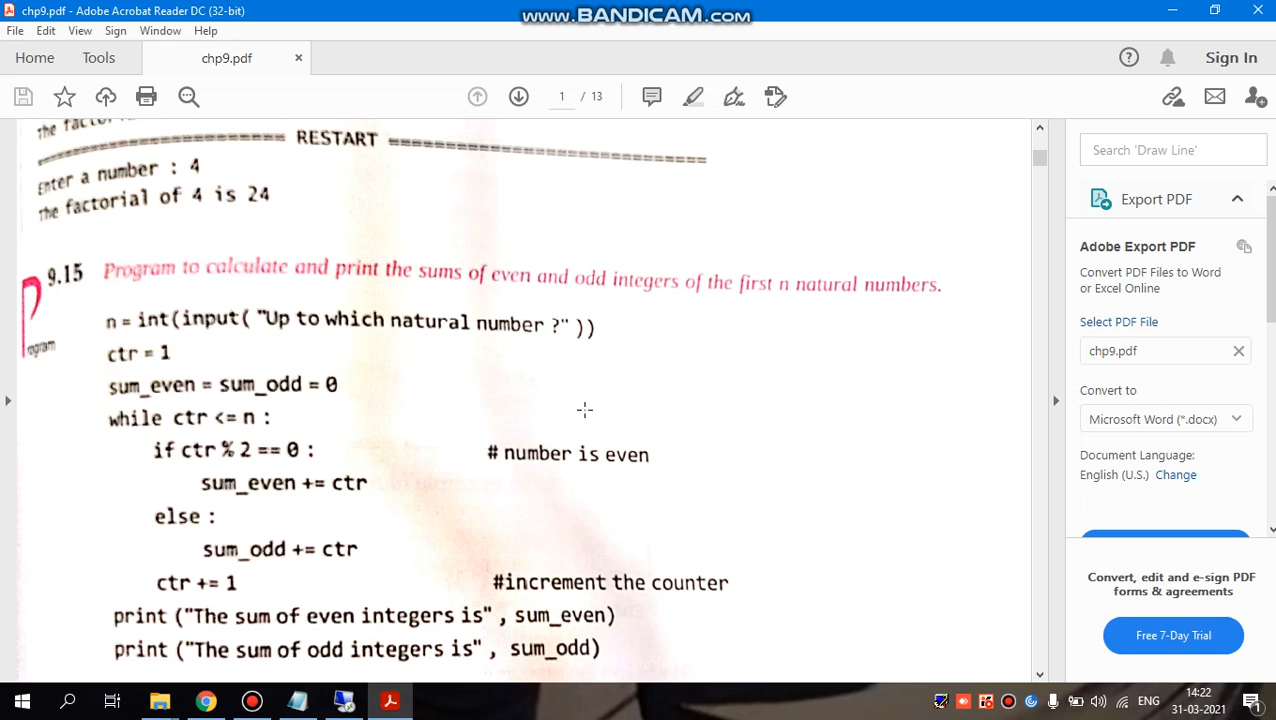 chp9.pdf - Adobe Acrobat Reader DC (32-bit)
www.BANDICAM.com
File Edit View Sign Window Help
Home Tools chp9.pdf × Sign In
1 / 13
RESTART
Enter a number : 4
The factorial of 4 is 24
9.15 Program to calculate and print the sums of even and odd integers of the first n natural numbers.
n = int(input( "Up to which natural number ?" ))
ctr = 1
sum_even = sum_odd = 0
while ctr <= n :
if ctr % 2 == 0 : # number is even
sum_even += ctr
else :
sum_odd += ctr
ctr += 1 #increment the counter
print ("The sum of even integers is" , sum_even)
print ("The sum of odd integers is" , sum_odd)
Search 'Draw Line'
Export PDF
Adobe Export PDF
Convert PDF Files to Word
or Excel Online
Select PDF File
chp9.pdf
Convert to
Microsoft Word (*.docx)
Document Language:
English (U.S.) Change
Convert, edit and e-sign PDF
forms & agreements
Free 7-Day Trial
ENG
14:22
31-03-2021